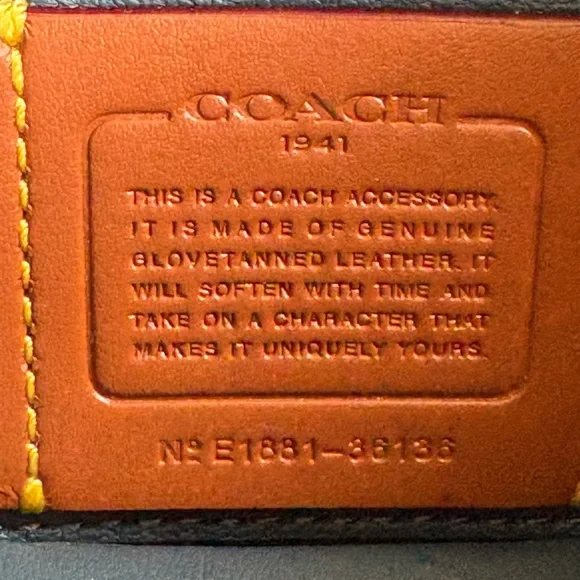 COACH
1941
THIS IS A COACH ACCESSORY.
IT IS MADE OF GENUINE
GLOVETANNED LEATHER. IT
WILL SOFTEN WITH TIME AND
TAKE ON A CHARACTER THAT
MAKES IT UNIQUELY YOURS.
Nº E1881-36136